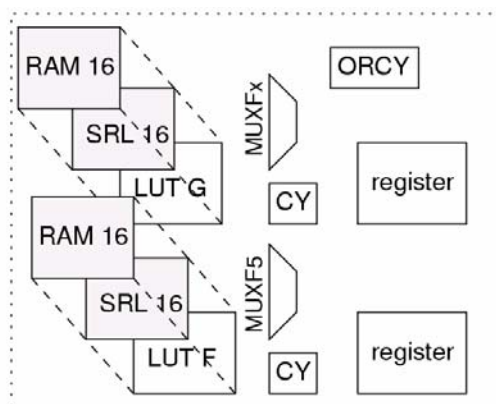 RAM 16
ORCY
SRL 16
MUXFx
LUT G
CY
register
RAM 16
SRL 16
MUXF5
LUT F
CY
register